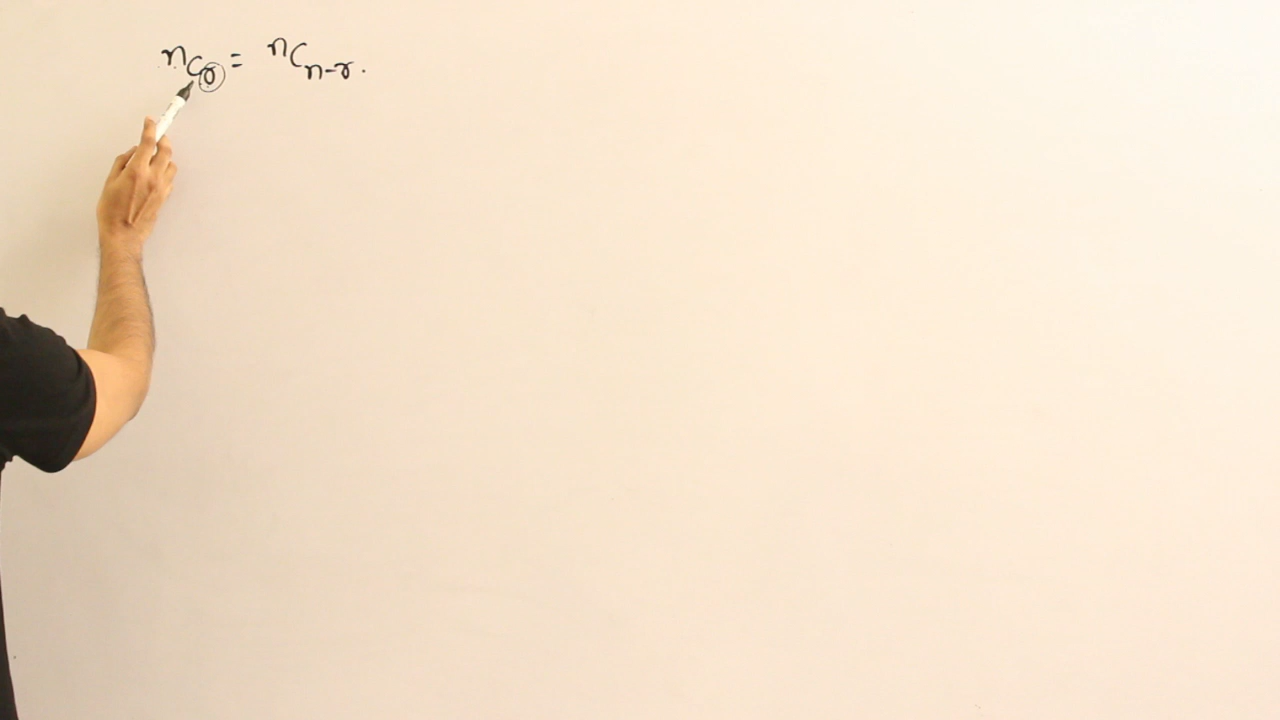 ⁿCᵣ = ⁿCₙ₋ᵣ.